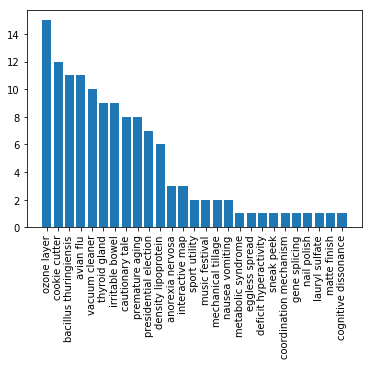 14
12
10
8
6
4
2
0
ozone layer
cookie cutter
bacillus thuringiensis
avian flu
vacuum cleaner
thyroid gland
irritable bowel
cautionary tale
premature aging
presidential election
density lipoprotein
anorexia nervosa
interactive map
sport utility
music festival
mechanical tillage
nausea vomiting
metabolic syndrome
eggless spread
deficit hyperactivity
sneak peek
coordination mechanism
gene splicing
nail polish
lauryl sulfate
matte finish
cognitive dissonance